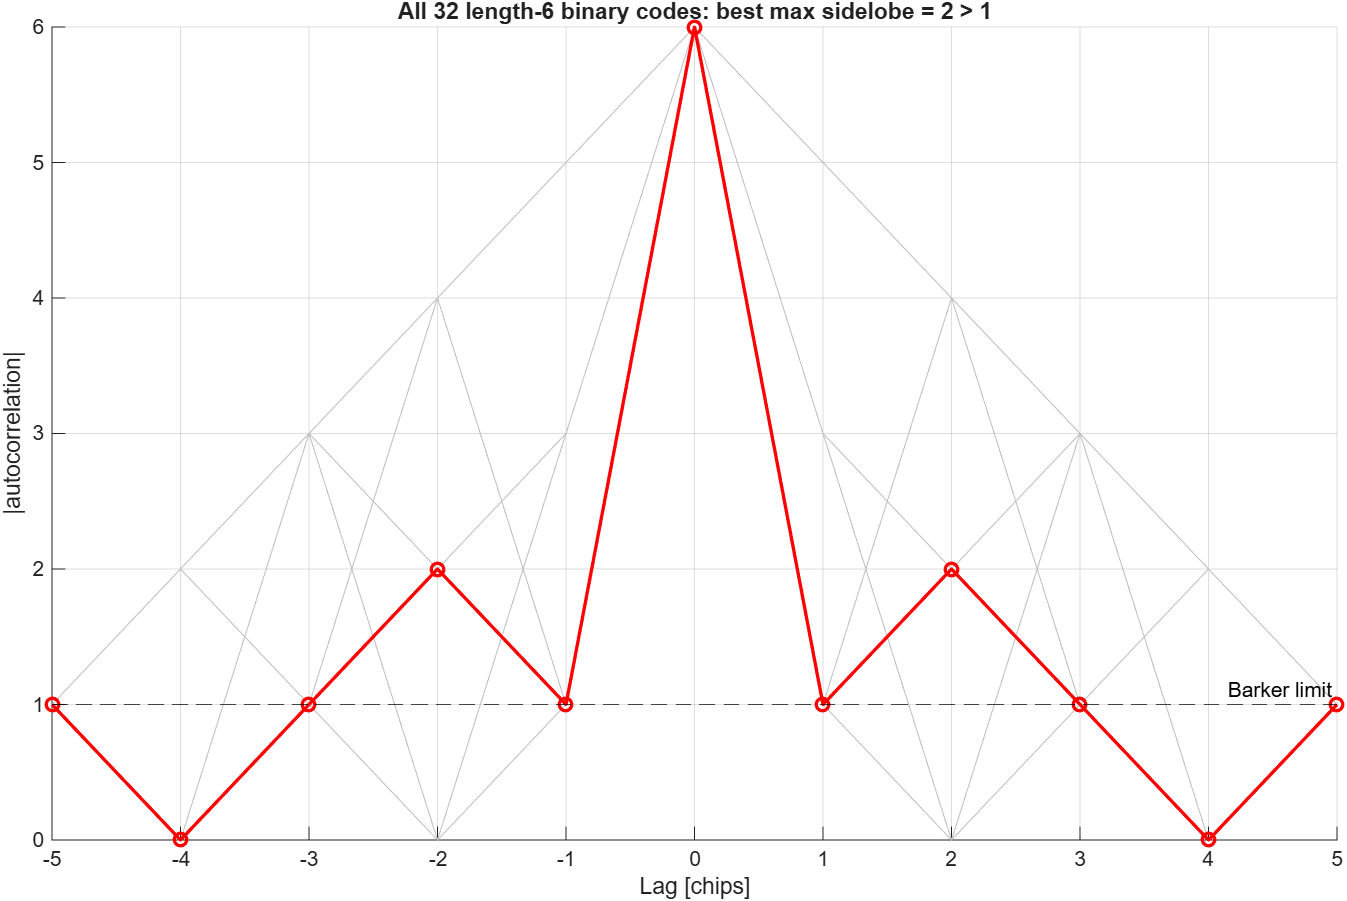 All 32 length-6 binary codes: best max sidelobe = 2 > 1
6
5
4
3
2
1
0
|autocorrelation|
Barker limit
-5 -4 -3 -2 -1 0 1 2 3 4 5
Lag [chips]